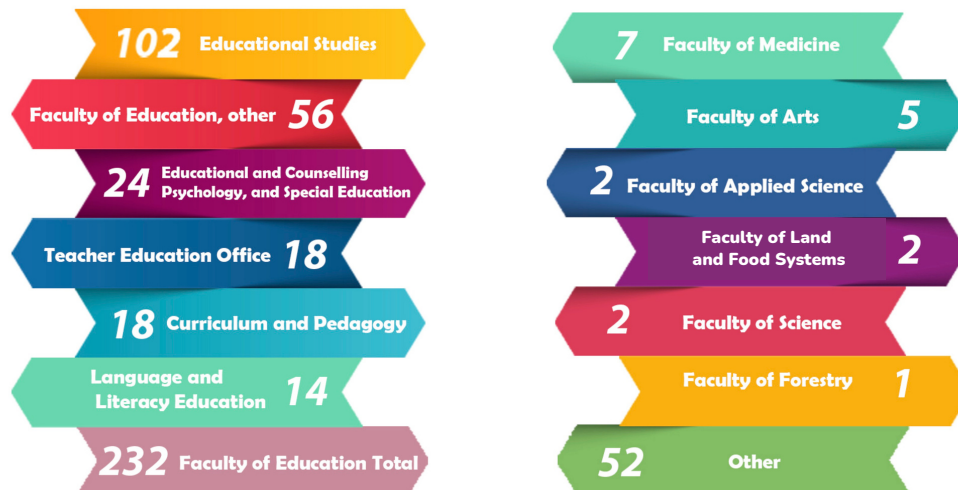 102 Educational Studies
Faculty of Education, other 56
24 Educational and Counselling
Psychology, and Special Education
Teacher Education Office 18
18 Curriculum and Pedagogy
Language and
Literacy Education 14
232 Faculty of Education Total
7 Faculty of Medicine
Faculty of Arts 5
2 Faculty of Applied Science
Faculty of Land
and Food Systems 2
2 Faculty of Science
Faculty of Forestry 1
52 Other